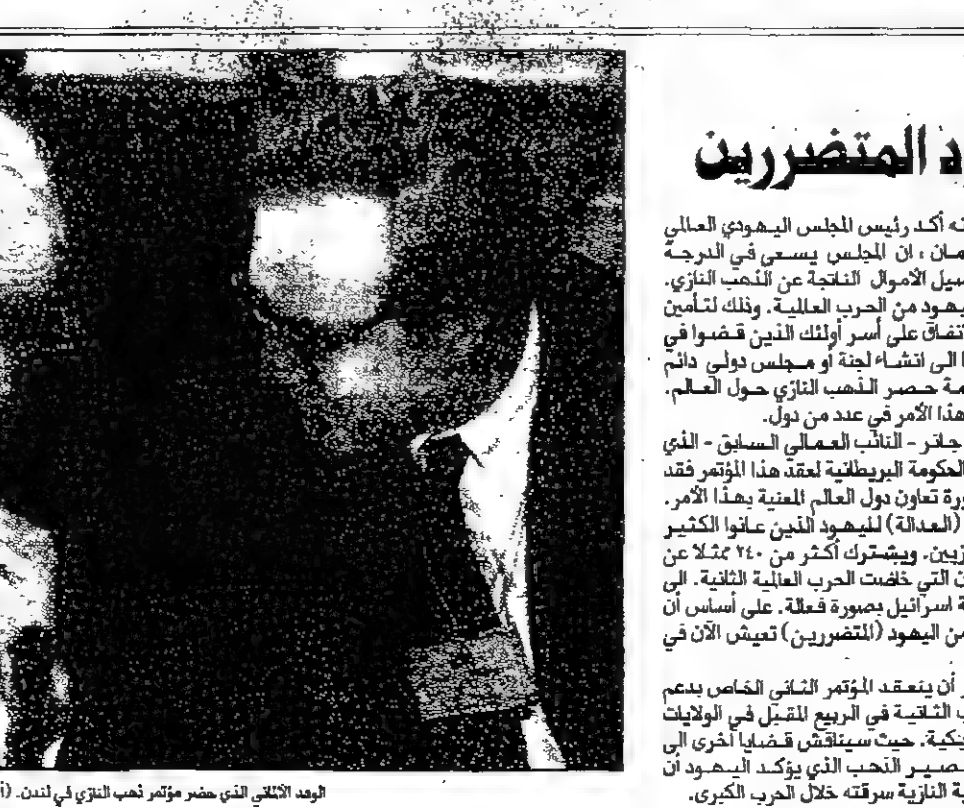 د المتضررين
ته أكد رئيس المجلس اليهودي العالمي
مان ، ان المجلس يسعى في الدرجة
صيل الأموال الناتجة عن الذهب النازي.
يهود من الحرب العالمية. وذلك لتأمين
تفاق على أسر أولئك الذين قضوا في
ا الى انشاء لجنة أو مجلس دولي دائم
مة حصر الذهب النازي حول العالم.
هذا الأمر في عدد من دول.
جانر - النائب العمالي السابق - الذي
الحكومة البريطانية لعقد هذا المؤتمر فقد
ورة تعاون دول العالم المعنية بهذا الأمر.
(العدالة) لليهود الذين عانوا الكثير
زيين. ويشترك أكثر من ٢٤٠ ممثلا عن
ن التي خاضت الحرب العالمية الثانية. الى
ة اسرائيل بصورة فعالة. على أساس أن
من اليهود (المتضررين) تعيش الآن في
ر أن ينعقد المؤتمر الثاني الخاص بدعم
ب الثانية في الربيع المقبل في الولايات
يكية. حيث سيناقش قضايا أخرى الى
صير الذهب الذي يؤكد اليهود أن
ية النازية سرقته خلال الحرب الكبرى.
الوفد الألماني الذي حضر مؤتمر ذهب النازي في لندن. (أ